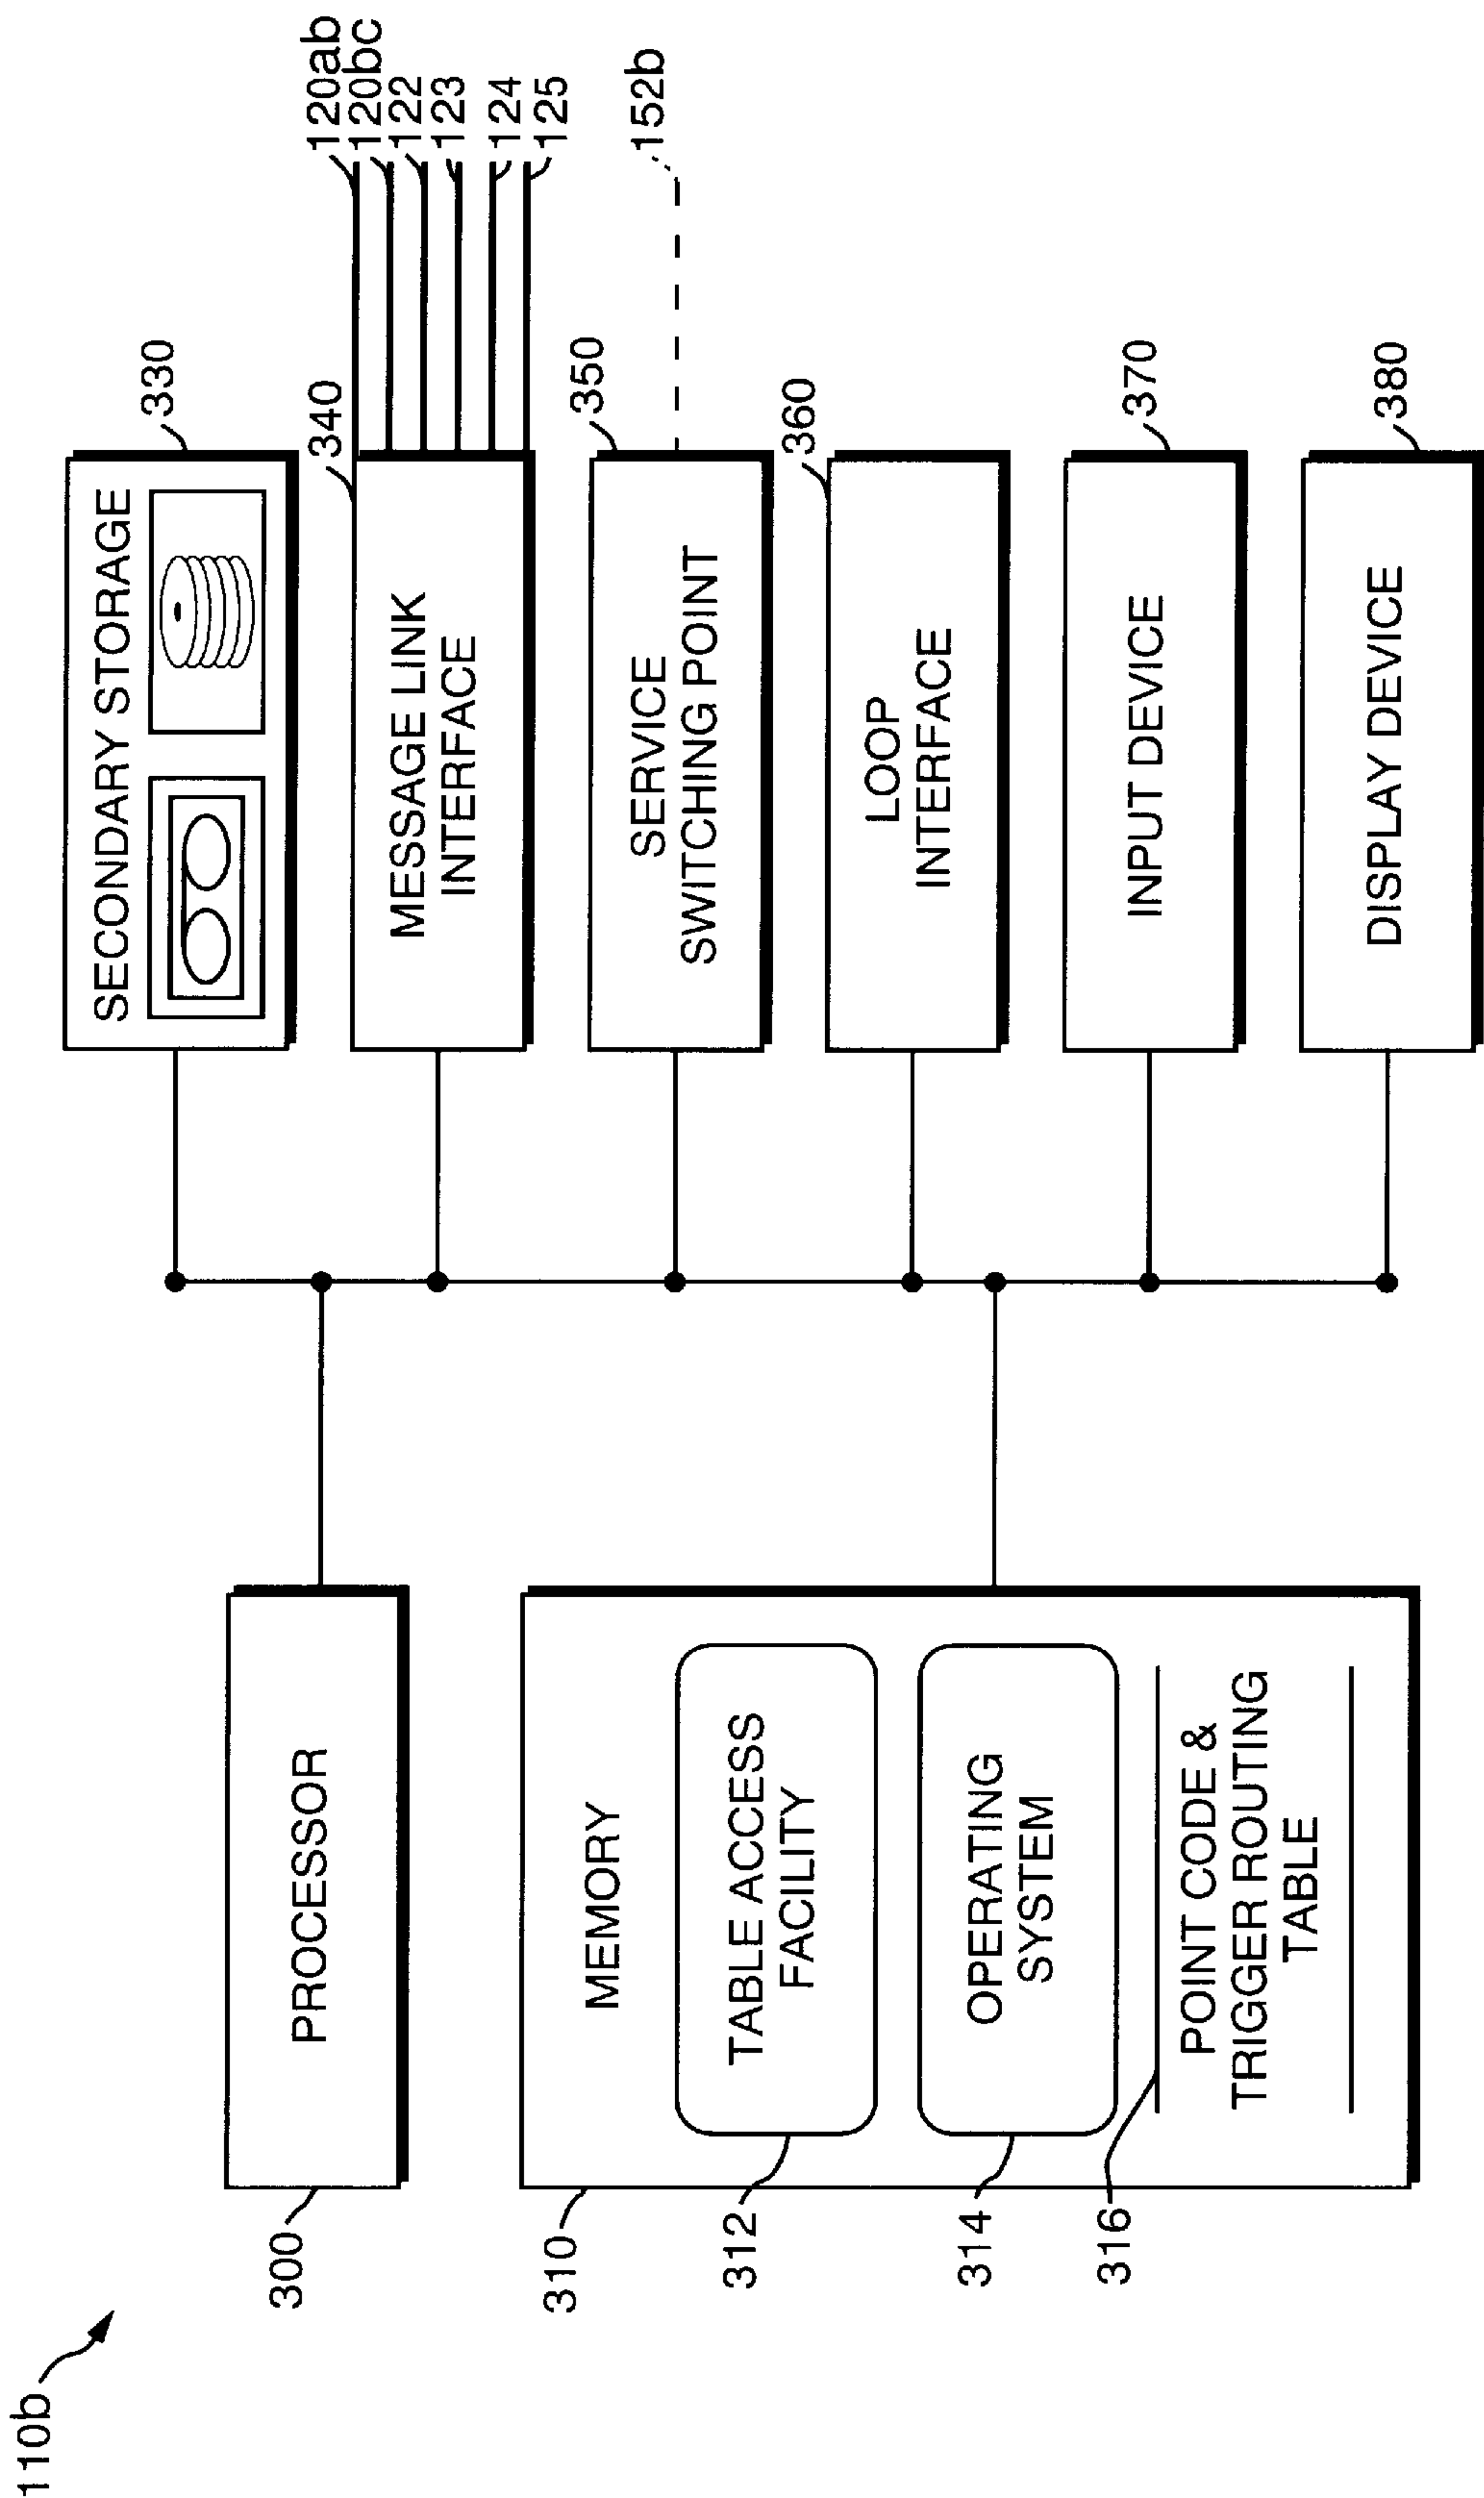 110b
300
PROCESSOR
310
MEMORY
312
TABLE ACCESS
FACILITY
314
OPERATING
SYSTEM
316
POINT CODE &
TRIGGER ROUTING
TABLE
SECONDARY STORAGE
330
340
MESSAGE LINK
INTERFACE
120ab
120bc
122
123
124
125
350
SERVICE
SWITCHING POINT
152b
360
LOOP
INTERFACE
370
INPUT DEVICE
380
DISPLAY DEVICE